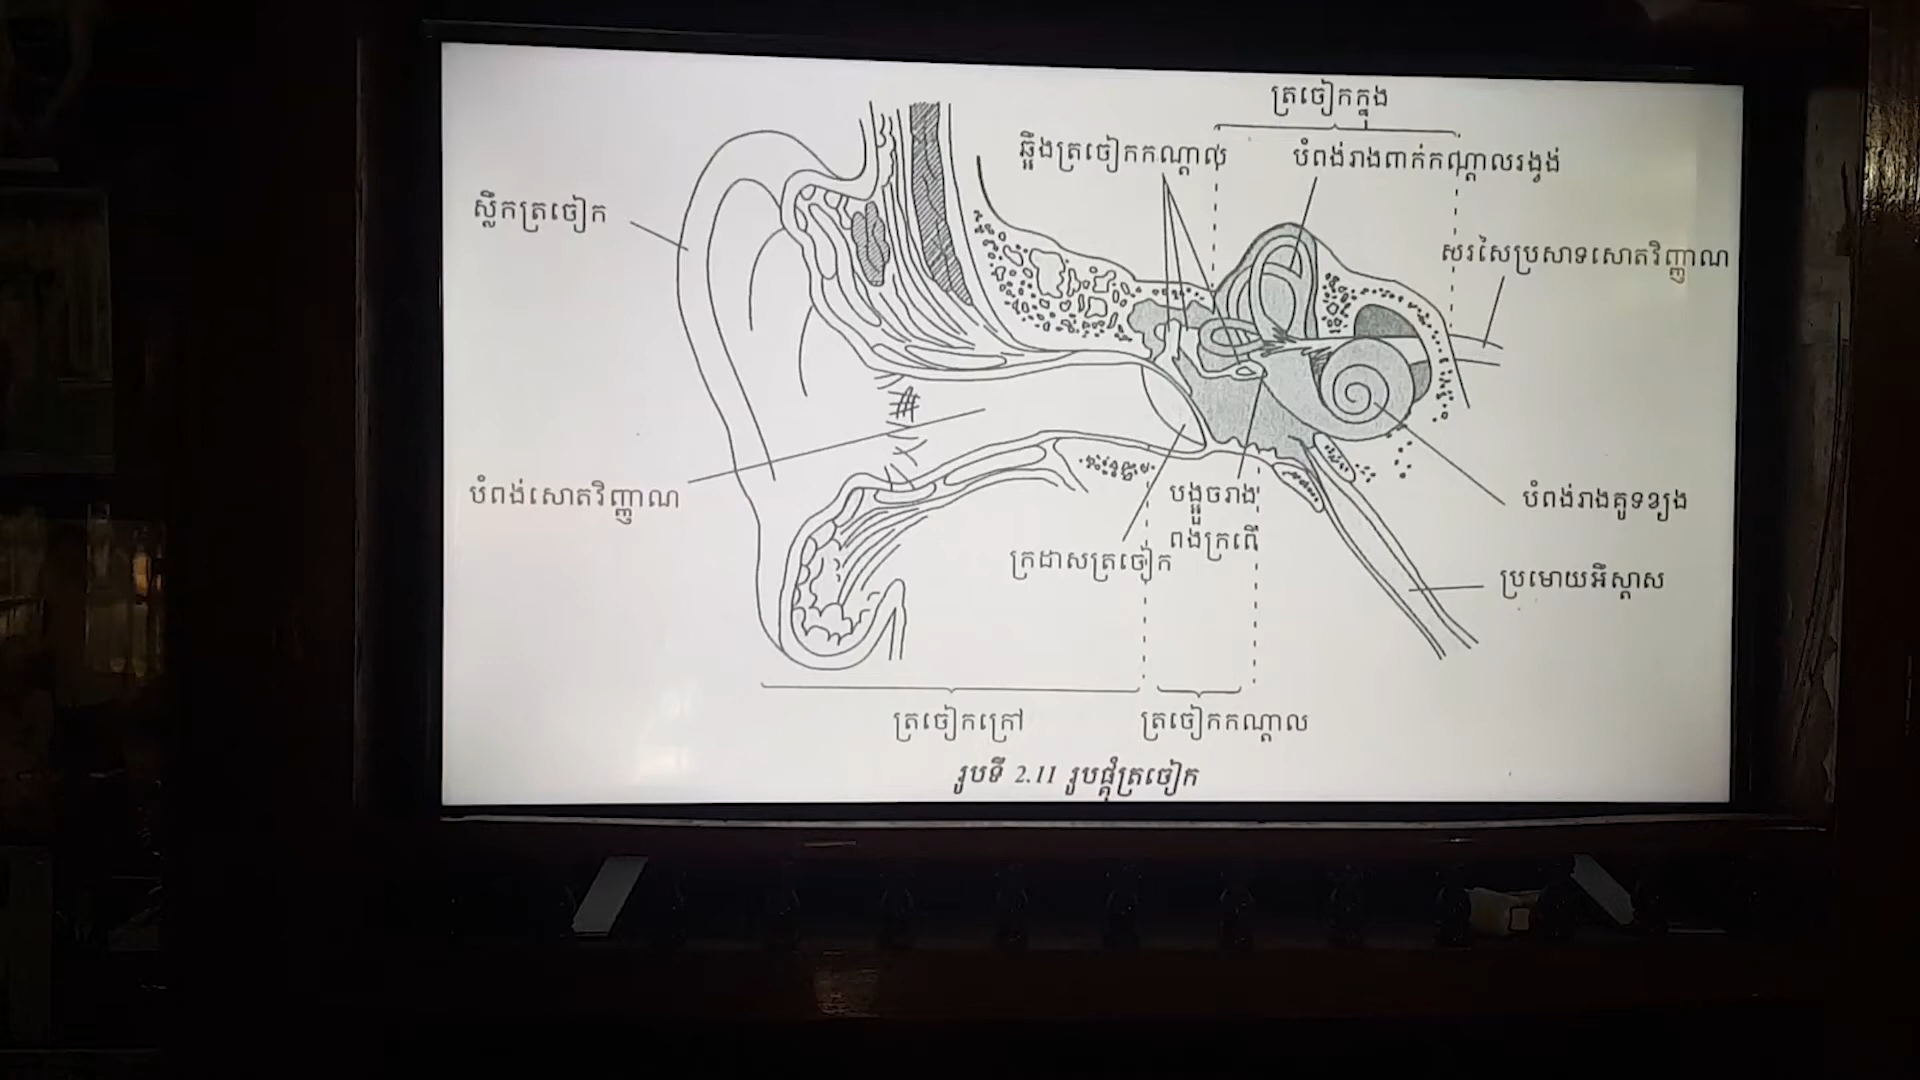 ត្រចៀកក្នុង
ឆ្អឹងត្រចៀកកណ្ដាល
បំពង់រាងពាក់កណ្ដាលរង្វង់
ស្លឹកត្រចៀក
សរសៃប្រសាទសោតវិញ្ញាណ
បំពង់សោតវិញ្ញាណ
បង្អួចរាង
ពងក្រពើ
បំពង់រាងគូទខ្យង
ក្រដាសត្រចៀក
ប្រមោយអឺស្តាស
ត្រចៀកក្រៅ
ត្រចៀកកណ្ដាល
រូបទី 2.11 រូបផ្គុំត្រចៀក